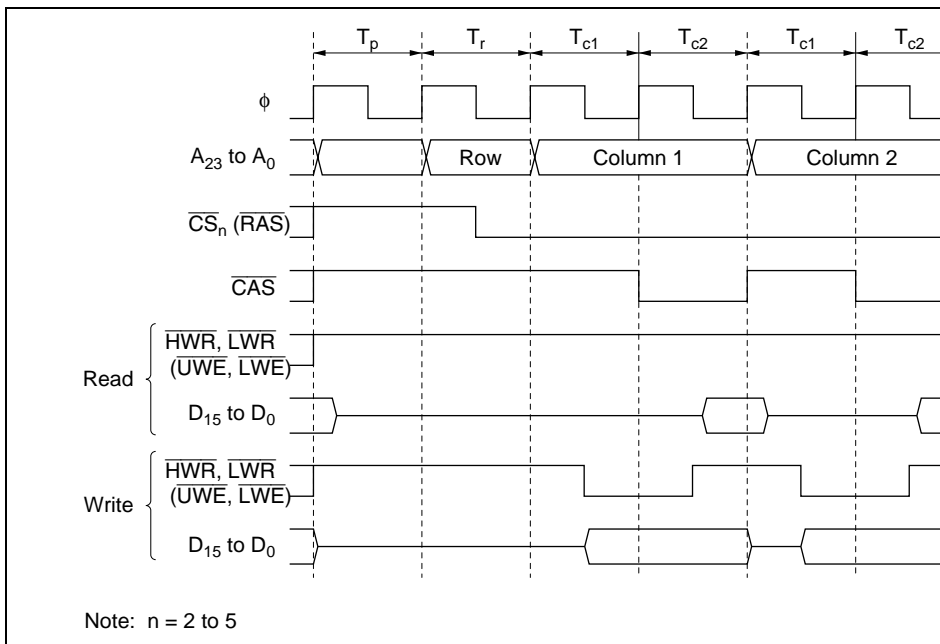 Tp Tr Tc1 Tc2 Tc1 Tc2
ϕ
A23 to A0 Row Column 1 Column 2
CSn (RAS)
CAS
Read
HWR, LWR
(UWE, LWE)
D15 to D0
Write
HWR, LWR
(UWE, LWE)
D15 to D0
Note: n = 2 to 5